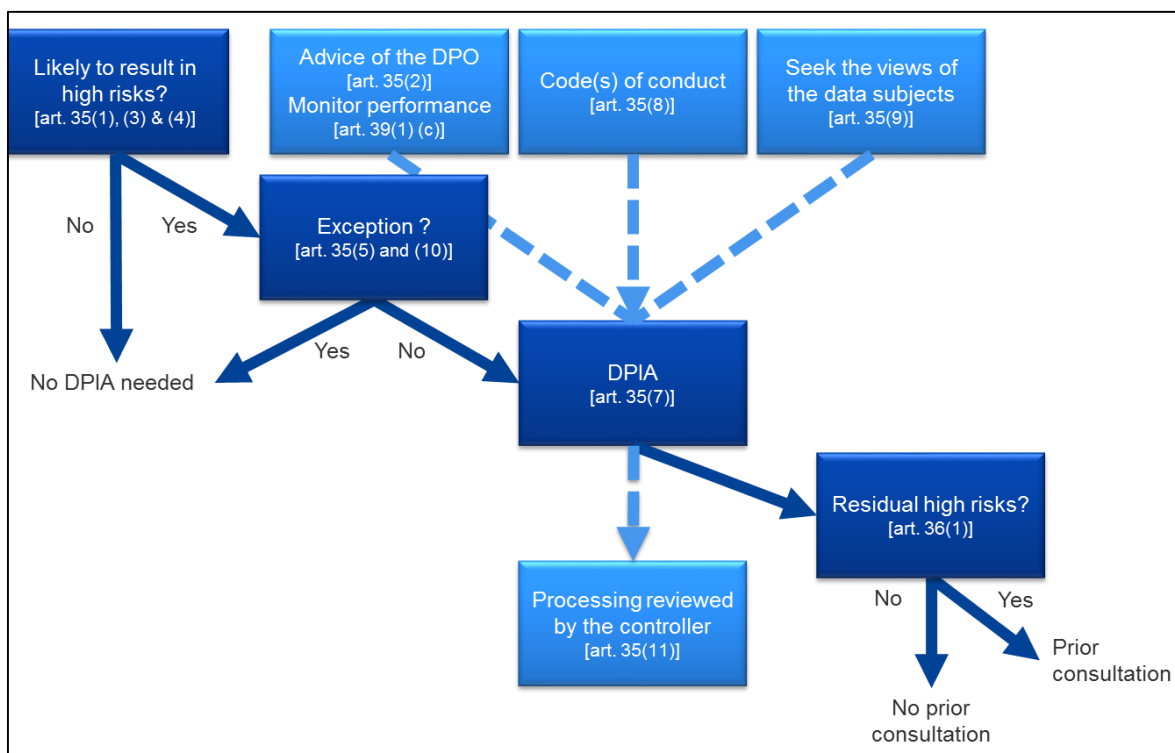 Likely to result in
high risks?
[art. 35(1), (3) & (4)]
Advice of the DPO
[art. 35(2)]
Monitor performance
[art. 39(1) (c)]
Code(s) of conduct
[art. 35(8)]
Seek the views of
the data subjects
[art. 35(9)]
No
Yes
Exception ?
[art. 35(5) and (10)]
Yes
No
No DPIA needed
DPIA
[art. 35(7)]
Residual high risks?
[art. 36(1)]
Processing reviewed
by the controller
[art. 35(11)]
No
Yes
Prior
consultation
No prior
consultation